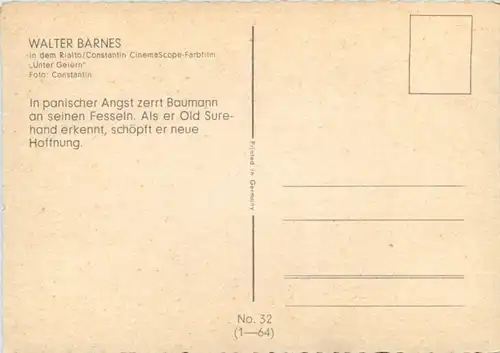 WALTER BARNES
in dem Rialto/Constantin CinemaScope-Farbfilm
„Unter Geiern"
Foto: Constantin
In panischer Angst zerrt Baumann
an seinen Fesseln. Als er Old Sure-
hand erkennt, schöpft er neue
Hoffnung.
Printed in Germany
No. 32
(1—64)